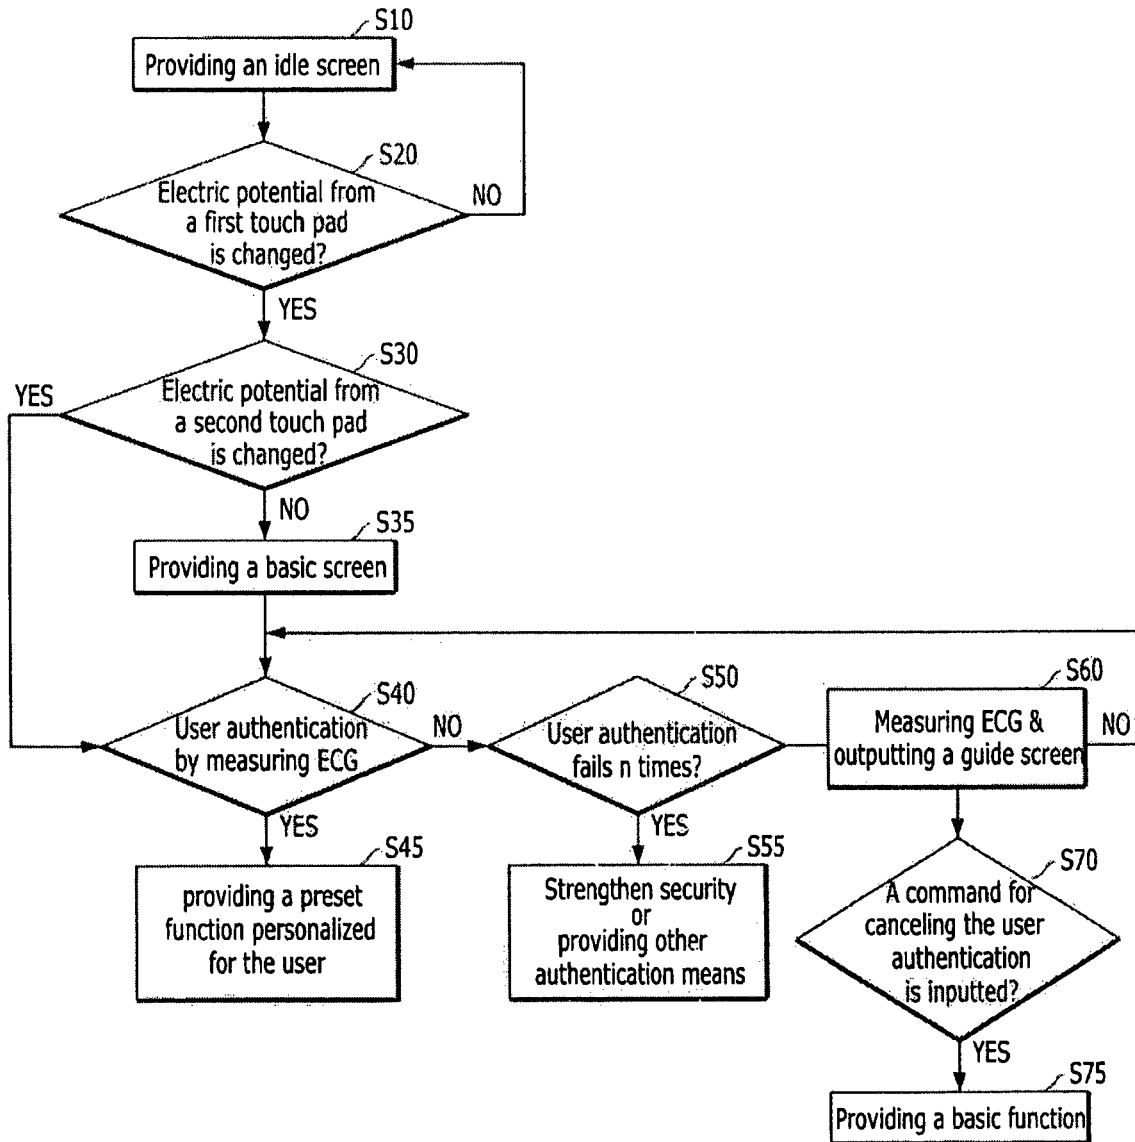 S10
Providing an idle screen
S20
Electric potential from
a first touch pad
is changed?
NO
YES
S30
Electric potential from
a second touch pad
is changed?
YES
NO
S35
Providing a basic screen
S40
User authentication
by measuring ECG
NO
YES
S50
User authentication
fails n times?
YES
S60
Measuring ECG &
outputting a guide screen
NO
S45
providing a preset
function personalized
for the user
S55
Strengthen security
or
providing other
authentication means
S70
A command for
canceling the user
authentication
is inputted?
YES
S75
Providing a basic function